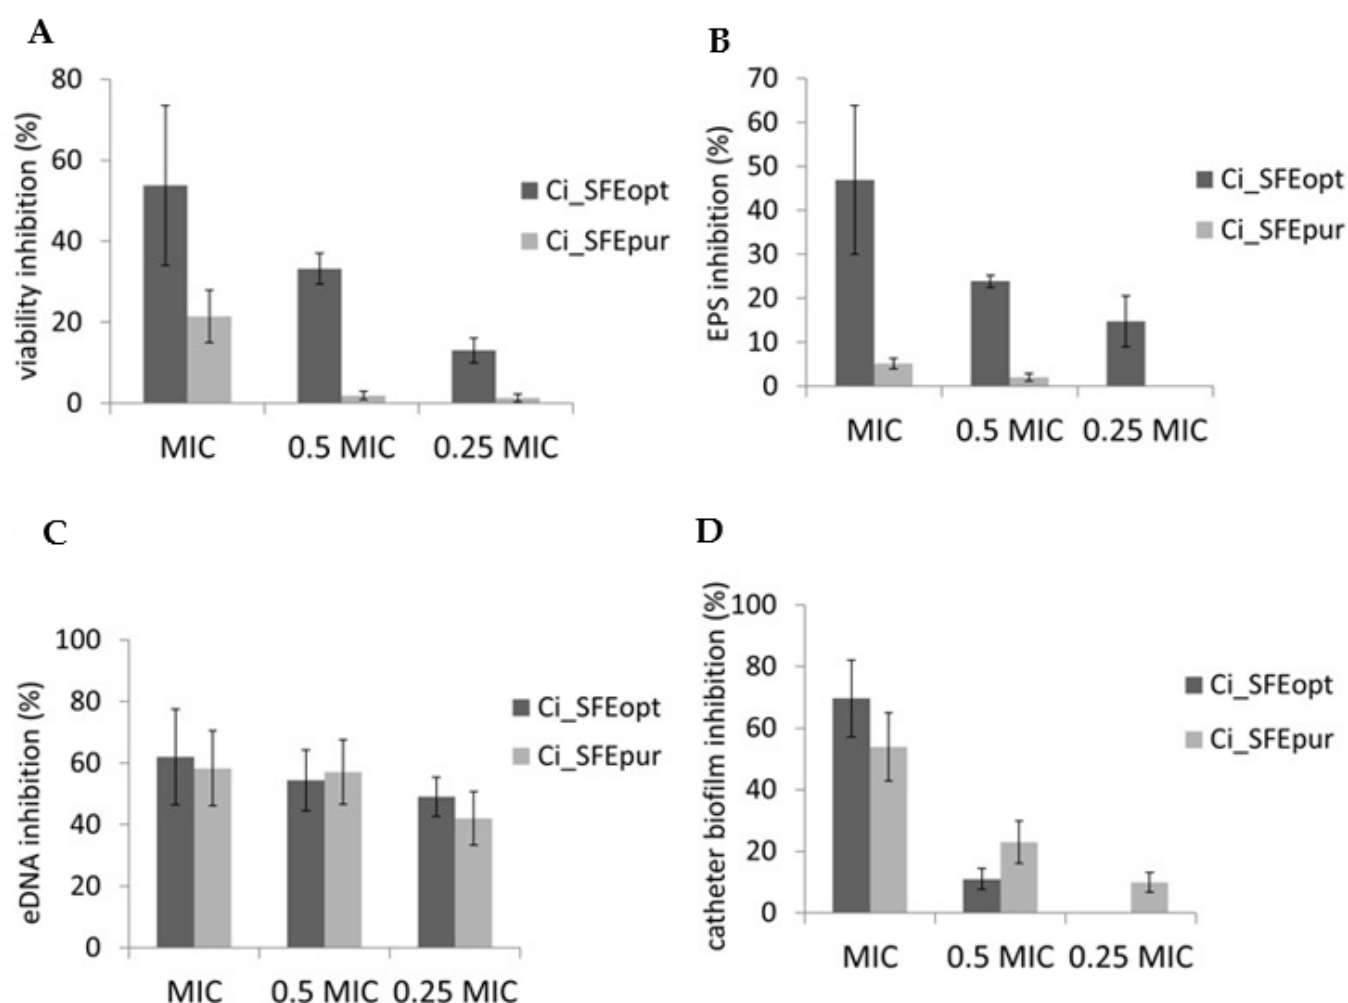 A
viability inhibition (%)
80
60
40
20
0
MIC 0.5 MIC 0.25 MIC
Ci_SFEopt
Ci_SFEpur
B
EPS inhibition (%)
70
60
50
40
30
20
10
0
MIC 0.5 MIC 0.25 MIC
Ci_SFEopt
Ci_SFEpur
C
eDNA inhibition (%)
100
80
60
40
20
0
MIC 0.5 MIC 0.25 MIC
Ci_SFEopt
Ci_SFEpur
D
catheter biofilm inhibition (%)
100
80
60
40
20
0
MIC 0.5 MIC 0.25 MIC
Ci_SFEopt
Ci_SFEpur